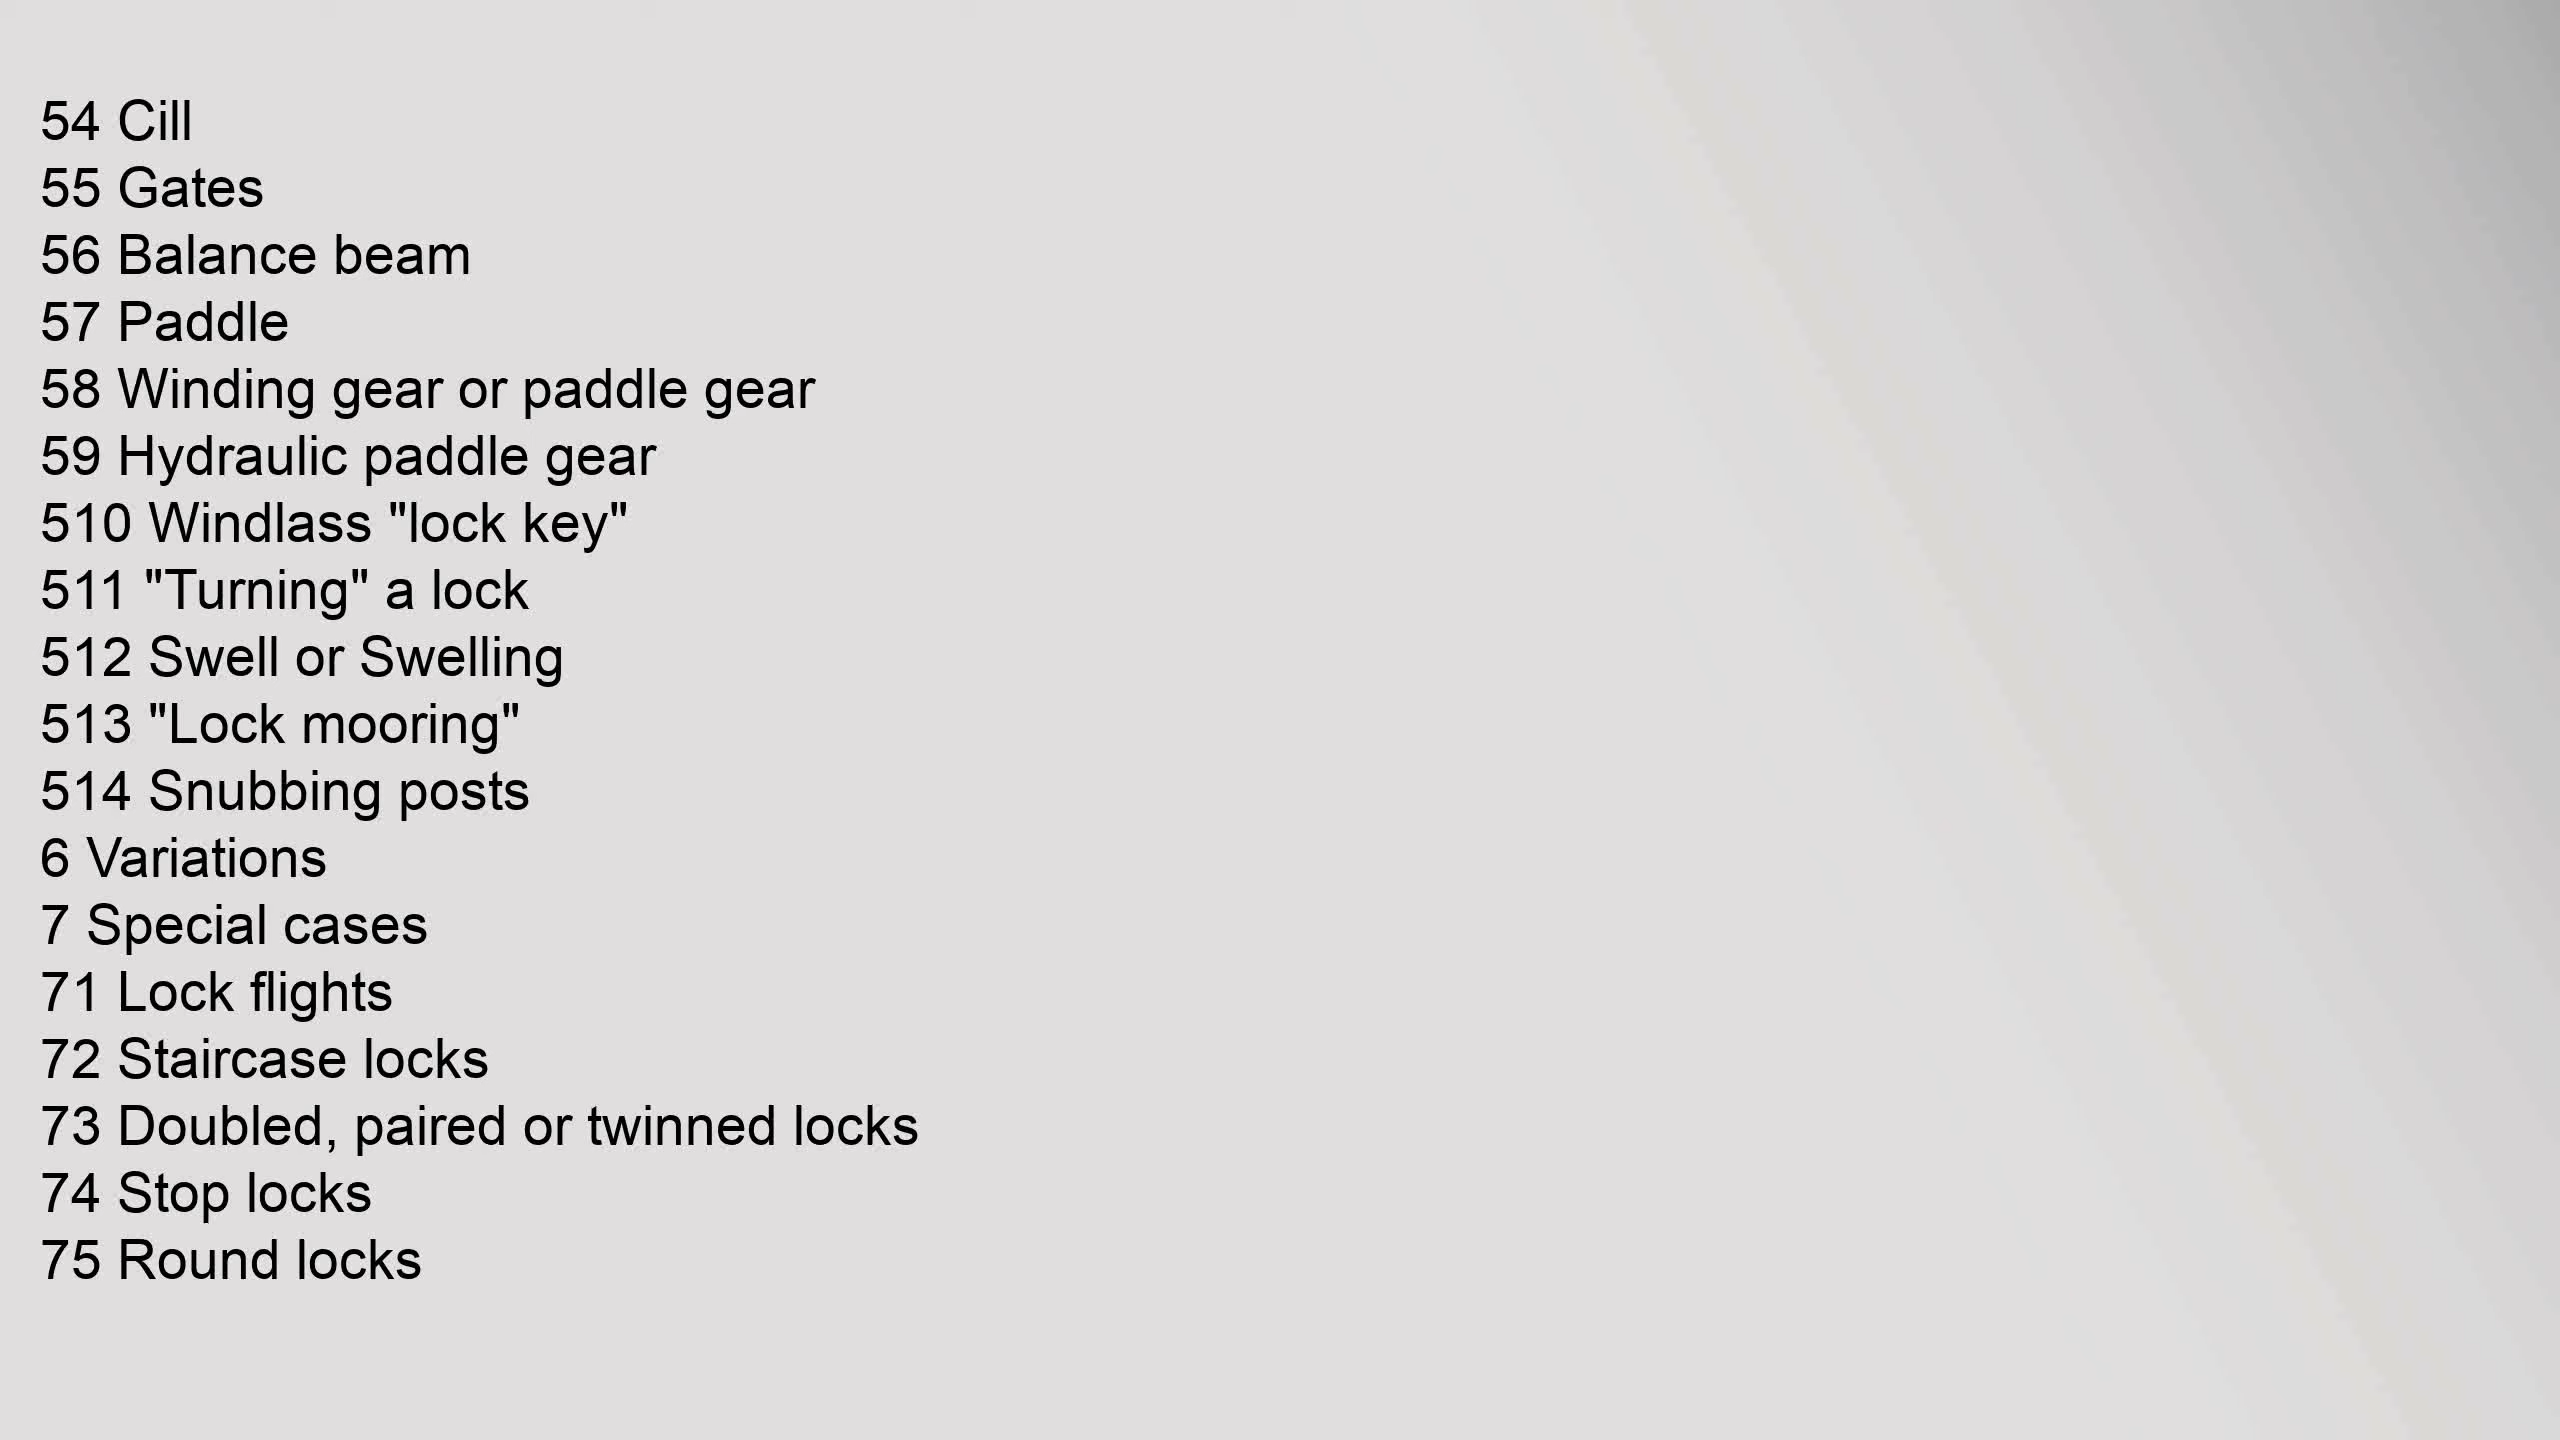 54 Cill
55 Gates
56 Balance beam
57 Paddle
58 Winding gear or paddle gear
59 Hydraulic paddle gear
510 Windlass "lock key"
511 "Turning" a lock
512 Swell or Swelling
513 "Lock mooring"
514 Snubbing posts
6 Variations
7 Special cases
71 Lock flights
72 Staircase locks
73 Doubled, paired or twinned locks
74 Stop locks
75 Round locks